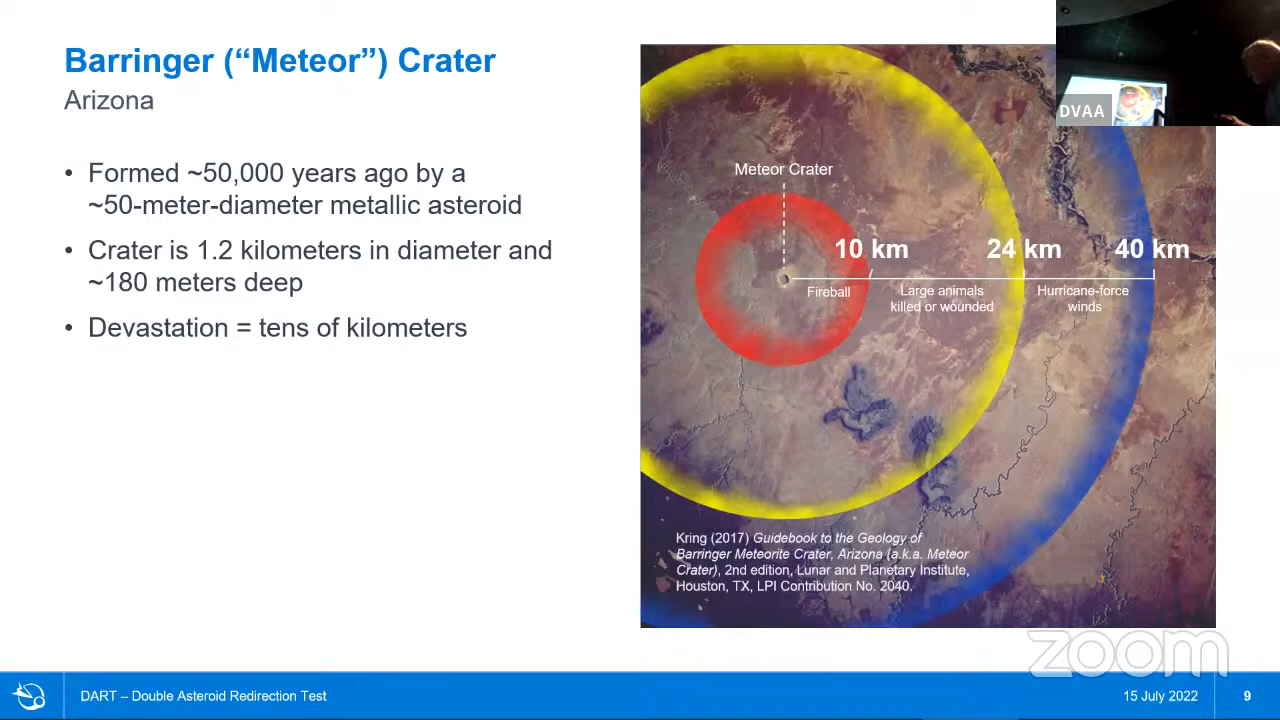 Barringer (“Meteor”) Crater
Arizona
• Formed ~50,000 years ago by a
~50-meter-diameter metallic asteroid
• Crater is 1.2 kilometers in diameter and
~180 meters deep
• Devastation = tens of kilometers
DVAA
Meteor Crater
10 km
24 km
40 km
Fireball
Large animals
killed or wounded
Hurricane-force
winds
Kring (2017) Guidebook to the Geology of
Barringer Meteorite Crater, Arizona (a.k.a. Meteor
Crater), 2nd edition, Lunar and Planetary Institute,
Houston, TX, LPI Contribution No. 2040.
zoom
DART – Double Asteroid Redirection Test
15 July 2022
9